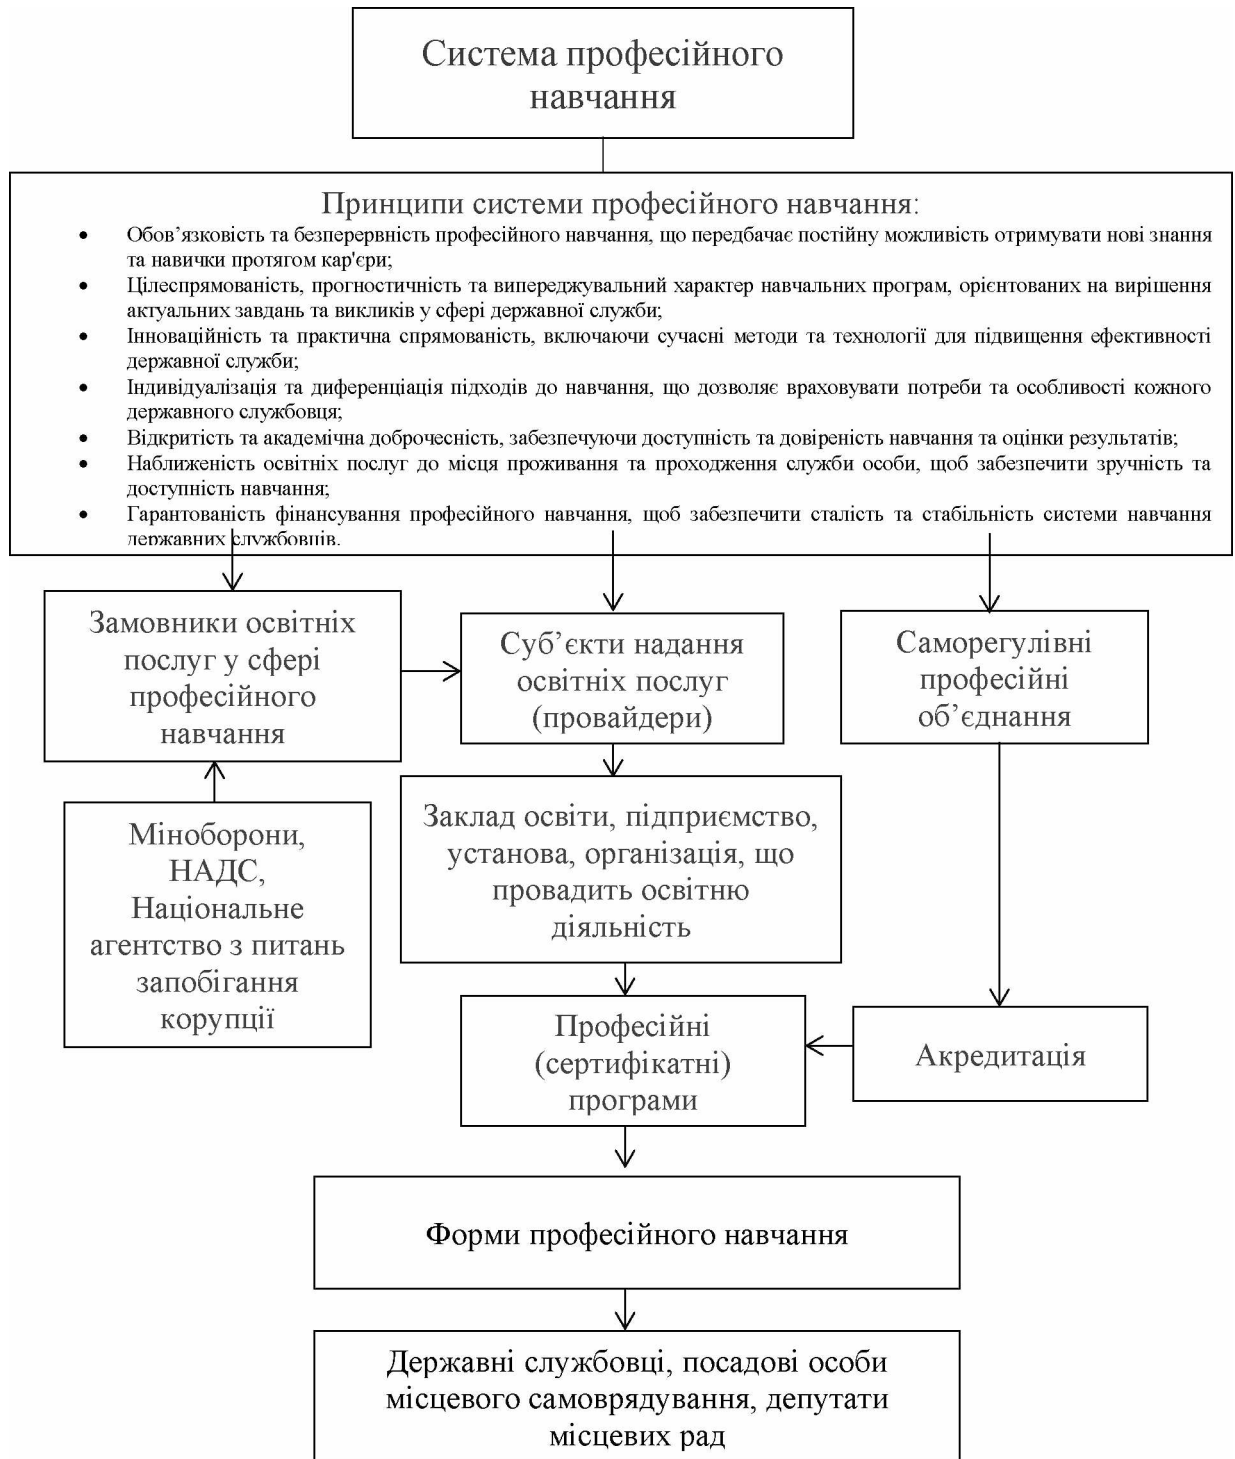 Система професійного
навчання
Принципи системи професійного навчання:
• Обов’язковість та безперервність професійного навчання, що передбачає постійну можливість отримувати нові знання
та навички протягом кар'єри;
• Цілеспрямованість, прогностичність та випереджувальний характер навчальних програм, орієнтованих на вирішення
актуальних завдань та викликів у сфері державної служби;
• Інноваційність та практична спрямованість, включаючи сучасні методи та технології для підвищення ефективності
державної служби;
• Індивідуалізація та диференціація підходів до навчання, що дозволяє враховувати потреби та особливості кожного
державного службовця;
• Відкритість та академічна доброчесність, забезпечуючи доступність та довіреність навчання та оцінки результатів;
• Наближеність освітніх послуг до місця проживання та проходження служби особи, щоб забезпечити зручність та
доступність навчання;
• Гарантованість фінансування професійного навчання, щоб забезпечити сталість та стабільність системи навчання
державних службовців.
Замовники освітніх
послуг у сфері
професійного
навчання
Суб’єкти надання
освітніх послуг
(провайдери)
Саморегулівні
професійні
об’єднання
Міноборони,
НАДС,
Національне
агентство з питань
запобігання
корупції
Заклад освіти, підприємство,
установа, організація, що
провадить освітню
діяльність
Професійні
(сертифікатні)
програми
Акредитація
Форми професійного навчання
Державні службовці, посадові особи
місцевого самоврядування, депутати
місцевих рад